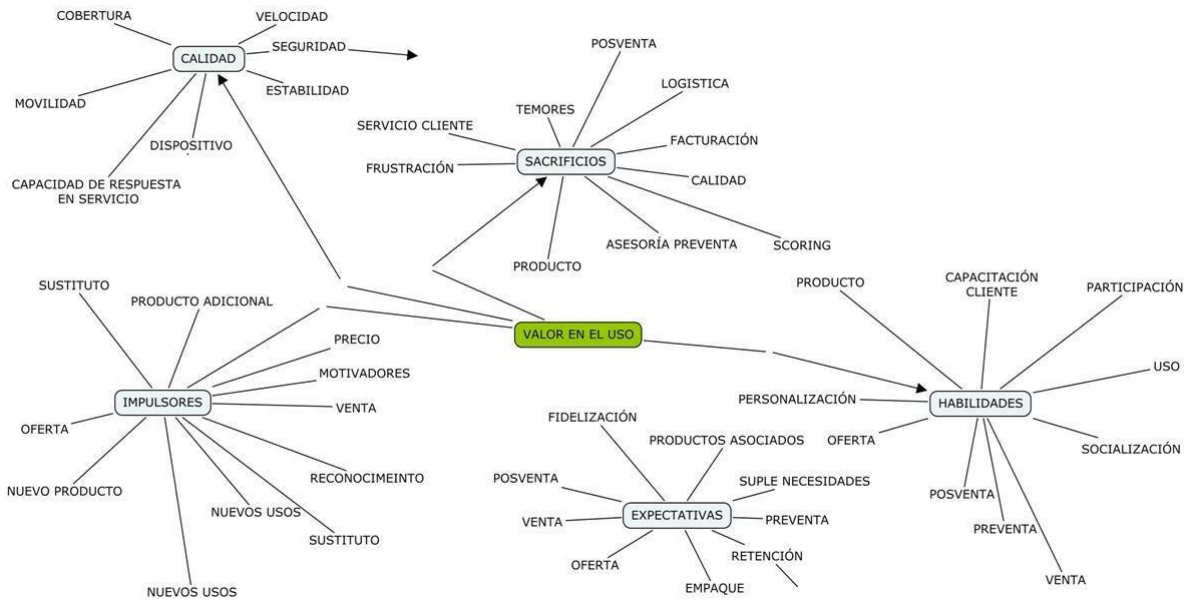 COBERTURA
VELOCIDAD
CALIDAD
SEGURIDAD
ESTABILIDAD
MOVILIDAD
DISPOSITIVO
CAPACIDAD DE RESPUESTA
EN SERVICIO
POSVENTA
LOGISTICA
TEMORES
SERVICIO CLIENTE
FACTURACIÓN
SACRIFICIOS
FRUSTRACIÓN
CALIDAD
ASESORÍA PREVENTA
SCORING
PRODUCTO
VALOR EN EL USO
SUSTITUTO
PRODUCTO ADICIONAL
PRECIO
MOTIVADORES
IMPULSORES
VENTA
OFERTA
RECONOCIMEINTO
NUEVO PRODUCTO
NUEVOS USOS
SUSTITUTO
NUEVOS USOS
FIDELIZACIÓN
PRODUCTOS ASOCIADOS
POSVENTA
SUPLE NECESIDADES
EXPECTATIVAS
VENTA
PREVENTA
OFERTA
RETENCIÓN
EMPAQUE
PRODUCTO
CAPACITACIÓN
CLIENTE
PARTICIPACIÓN
USO
PERSONALIZACIÓN
HABILIDADES
OFERTA
SOCIALIZACIÓN
POSVENTA
PREVENTA
VENTA